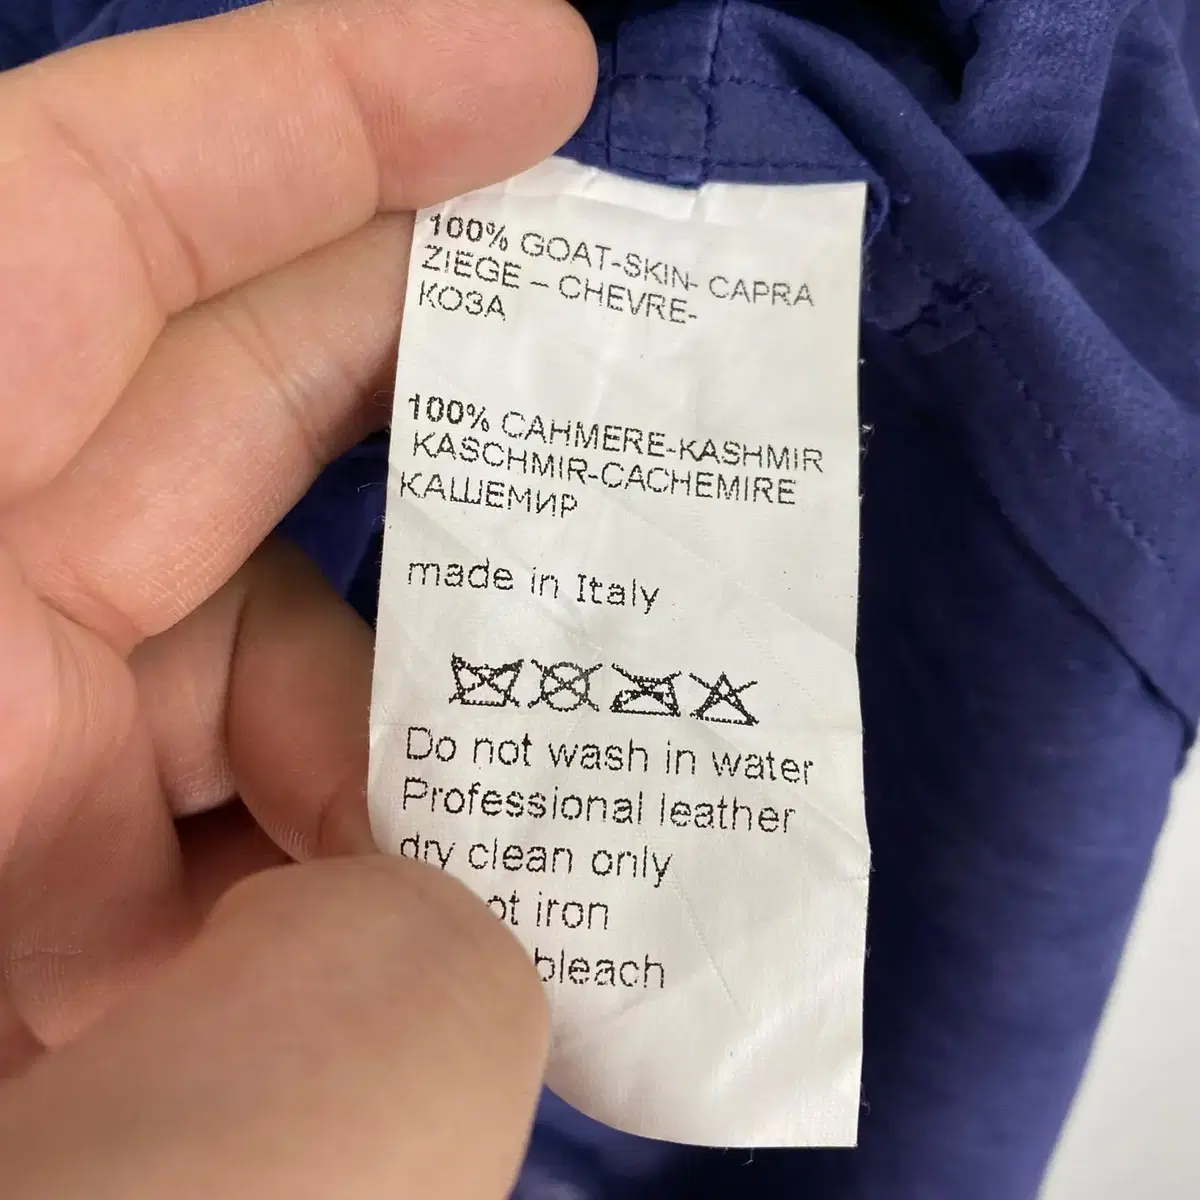 100% GOAT-SKIN- CAPRA
ZIEGE – CHEVRE-
КОЗА
100% CAHMERE-KASHMIR
KASCHMIR-CACHEMIRE
КАШЕМИР
made in Italy
Do not wash in water
Professional leather
dry clean only
iron
bleach